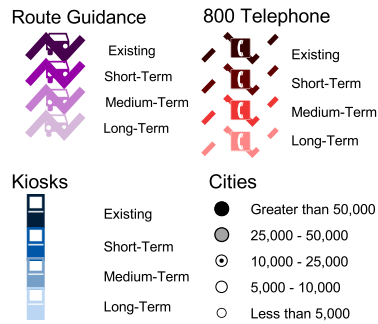 Route Guidance
Existing
Short-Term
Medium-Term
Long-Term
800 Telephone
Existing
Short-Term
Medium-Term
Long-Term
Kiosks
Existing
Short-Term
Medium-Term
Long-Term
Cities
Greater than 50,000
25,000 - 50,000
10,000 - 25,000
5,000 - 10,000
Less than 5,000